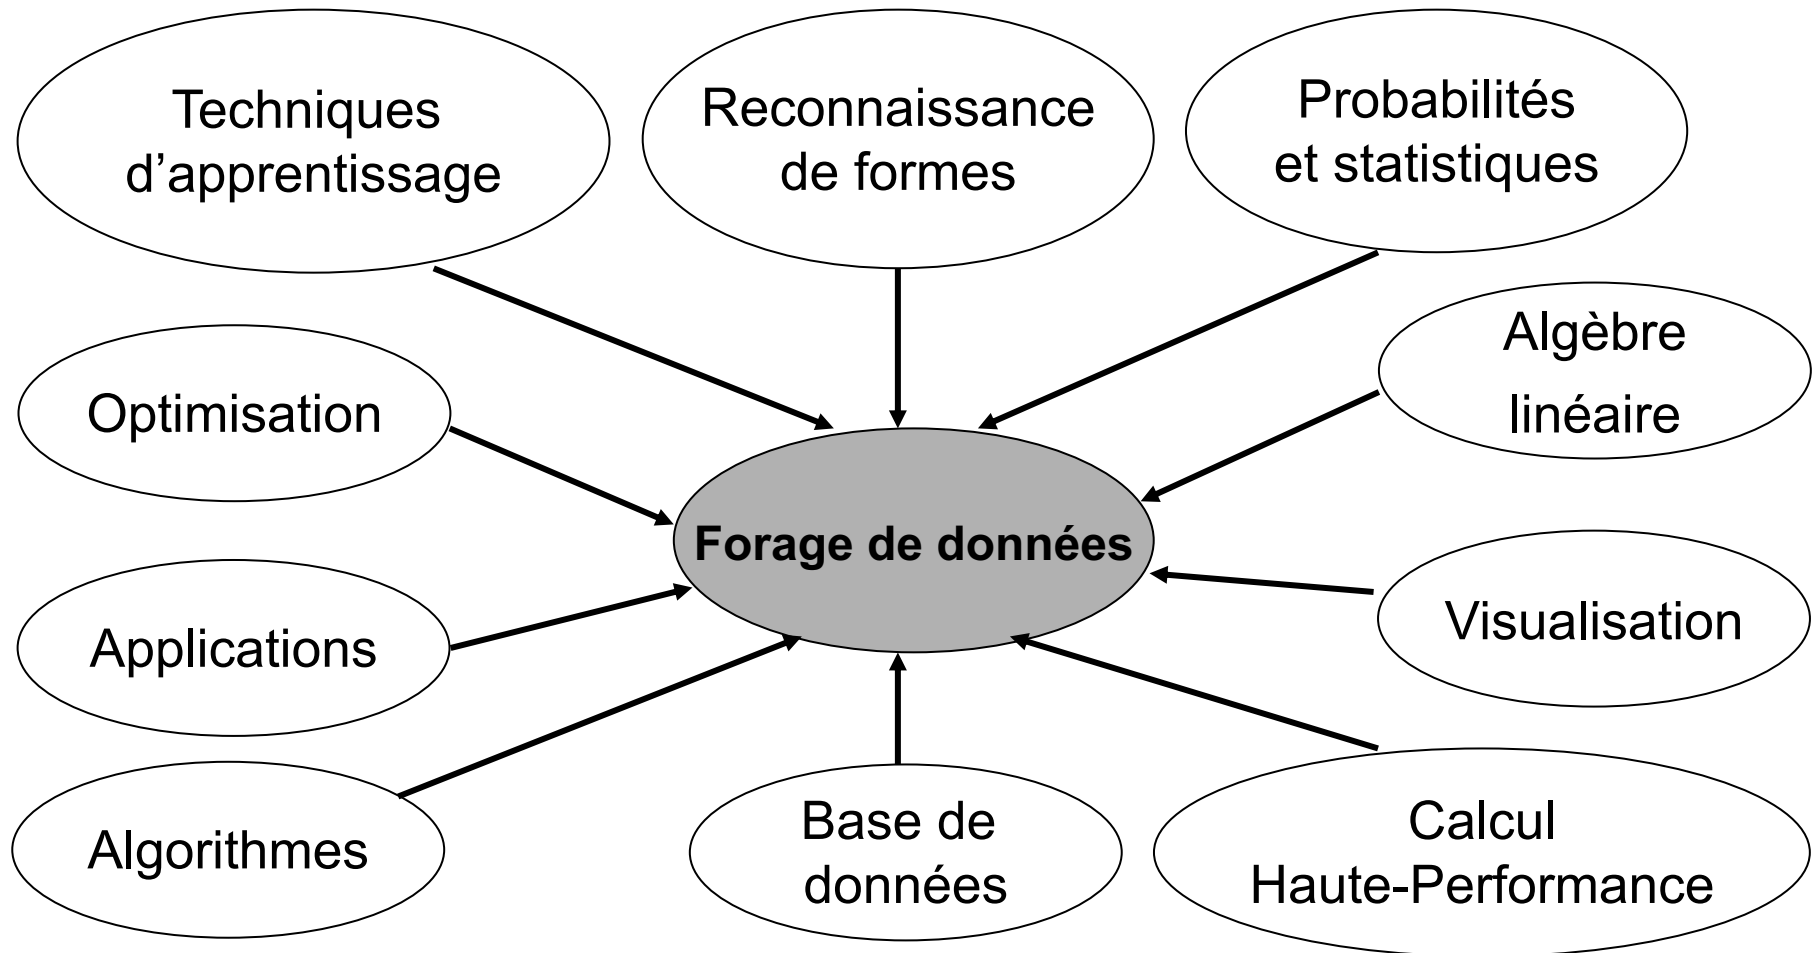 Techniques
d’apprentissage
Reconnaissance
de formes
Probabilités
et statistiques
Optimisation
Algèbre
linéaire
Forage de données
Applications
Visualisation
Algorithmes
Base de
données
Calcul
Haute-Performance